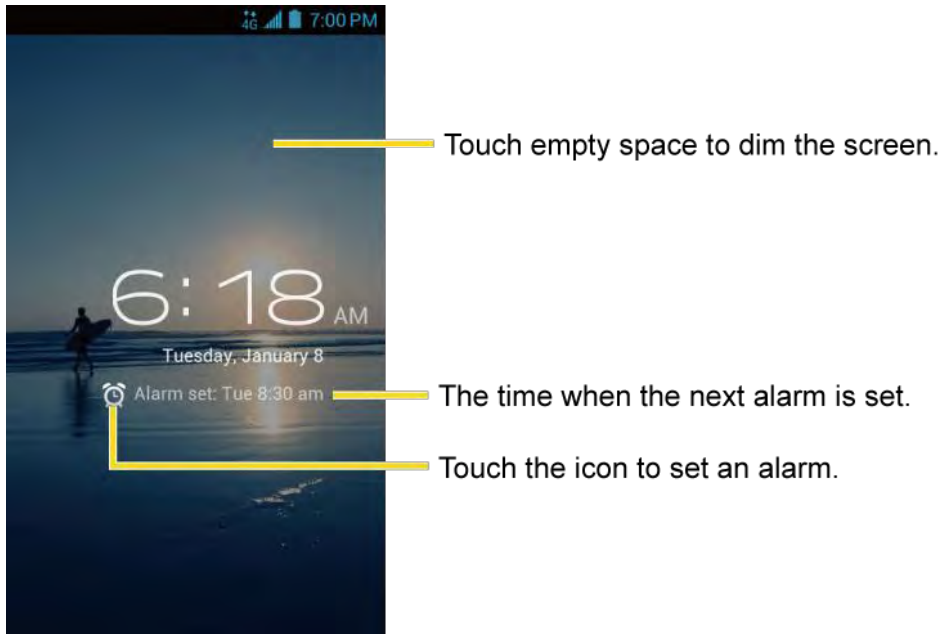 4G 7:00 PM
Touch empty space to dim the screen.
6:18 AM
Tuesday, January 8
Alarm set: Tue 8:30 am
The time when the next alarm is set.
Touch the icon to set an alarm.